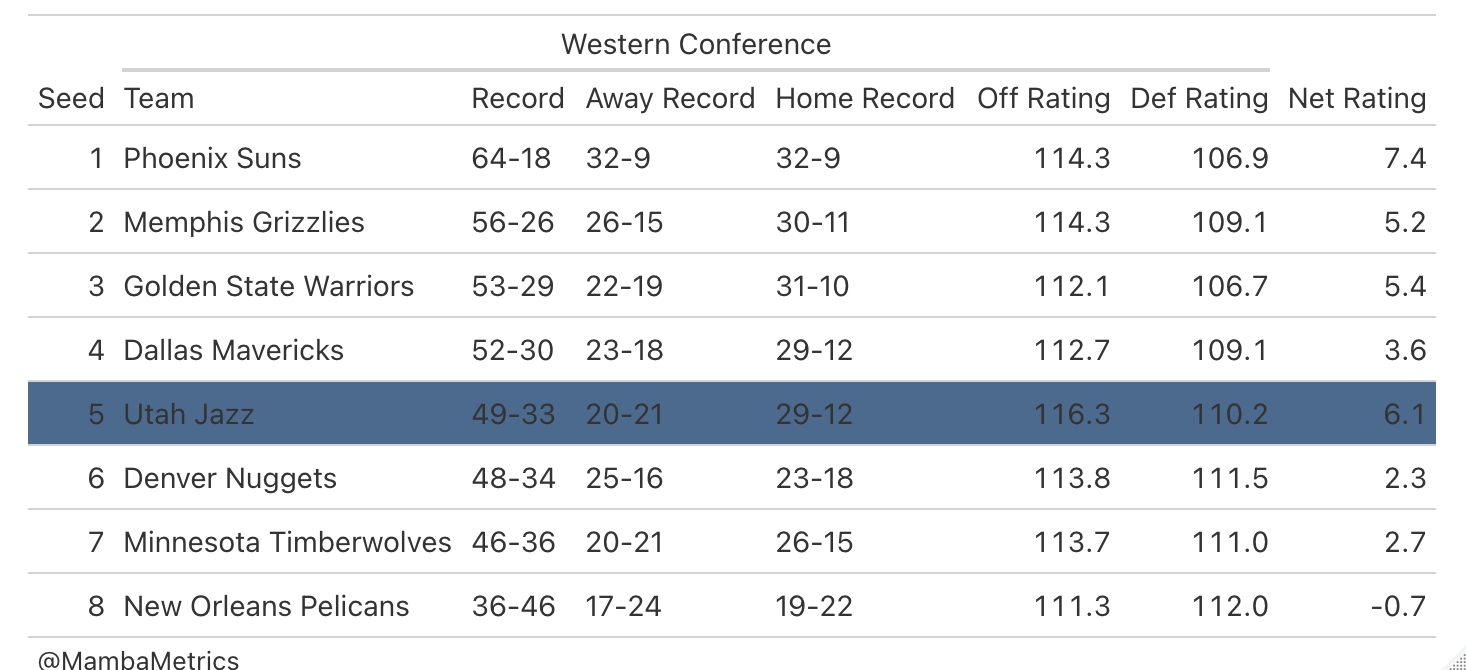 Western Conference
Seed Team Record Away Record Home Record Off Rating Def Rating Net Rating
1 Phoenix Suns 64-18 32-9 32-9 114.3 106.9 7.4
2 Memphis Grizzlies 56-26 26-15 30-11 114.3 109.1 5.2
3 Golden State Warriors 53-29 22-19 31-10 112.1 106.7 5.4
4 Dallas Mavericks 52-30 23-18 29-12 112.7 109.1 3.6
5 Utah Jazz 49-33 20-21 29-12 116.3 110.2 6.1
6 Denver Nuggets 48-34 25-16 23-18 113.8 111.5 2.3
7 Minnesota Timberwolves 46-36 20-21 26-15 113.7 111.0 2.7
8 New Orleans Pelicans 36-46 17-24 19-22 111.3 112.0 -0.7
@MambaMetrics